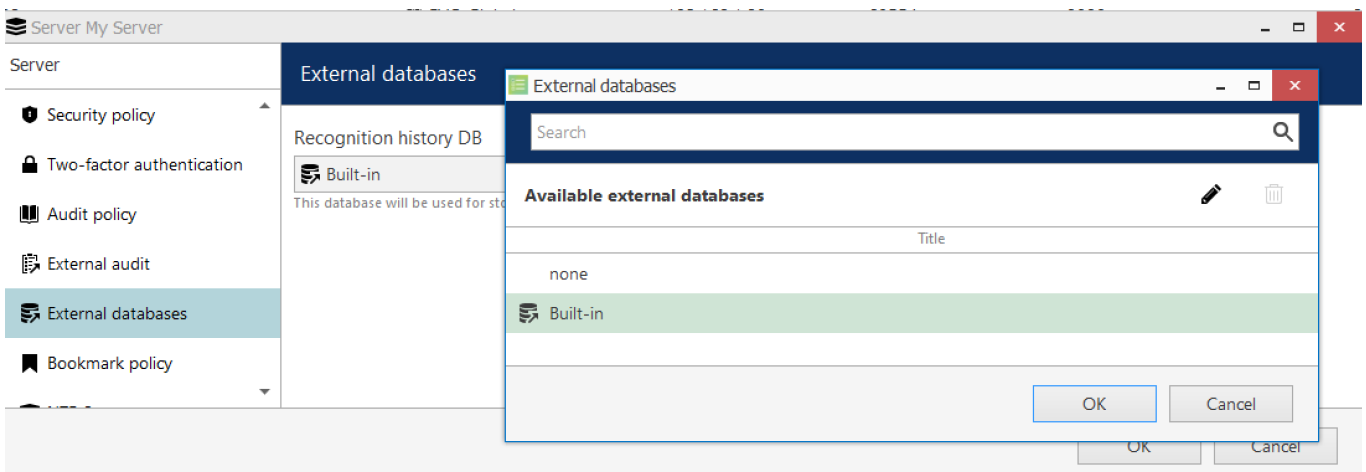 Server My Server
Server
Security policy
Two-factor authentication
Audit policy
External audit
External databases
Bookmark policy
External databases
Recognition history DB
Built-in
This database will be used for
External databases
Search
Available external databases
Title
none
Built-in
OK
Cancel
OK
Cancel